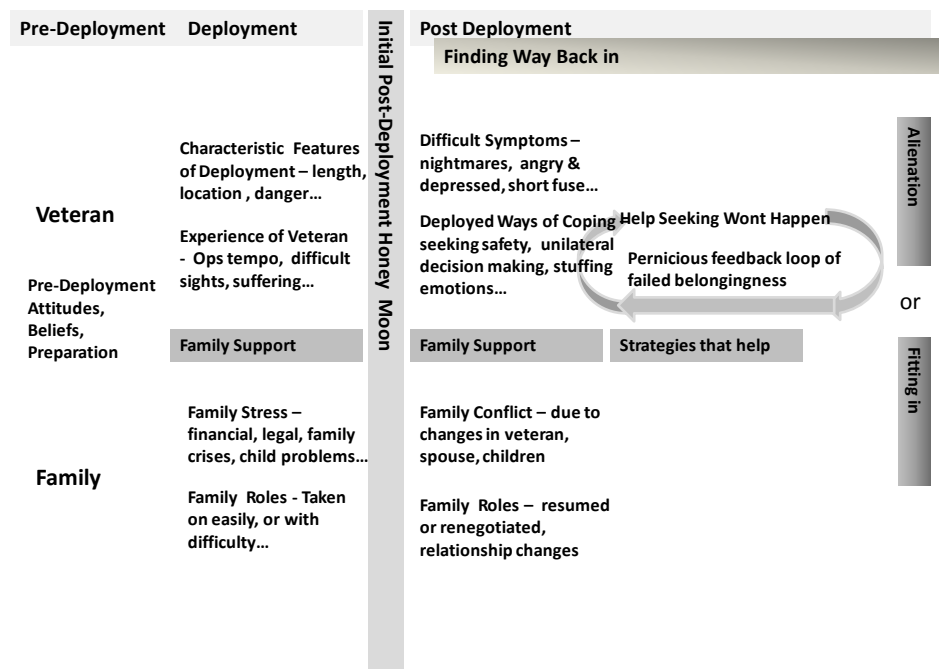 Pre-Deployment
Deployment
Initial Post-Deployment Honey Moon
Post Deployment
Finding Way Back in
Veteran
Pre-Deployment
Attitudes,
Beliefs,
Preparation
Family
Characteristic Features
of Deployment – length,
location , danger…
Experience of Veteran
- Ops tempo, difficult
sights, suffering…
Family Support
Family Stress –
financial, legal, family
crises, child problems…
Family Roles - Taken
on easily, or with
difficulty…
Difficult Symptoms –
nightmares, angry &
depressed, short fuse…
Deployed Ways of Coping
seeking safety, unilateral
decision making, stuffing
emotions…
Family Support
Family Conflict – due to
changes in veteran,
spouse, children
Family Roles – resumed
or renegotiated,
relationship changes
Help Seeking Wont Happen
Pernicious feedback loop of
failed belongingness
Strategies that help
Alienation
or
Fitting in